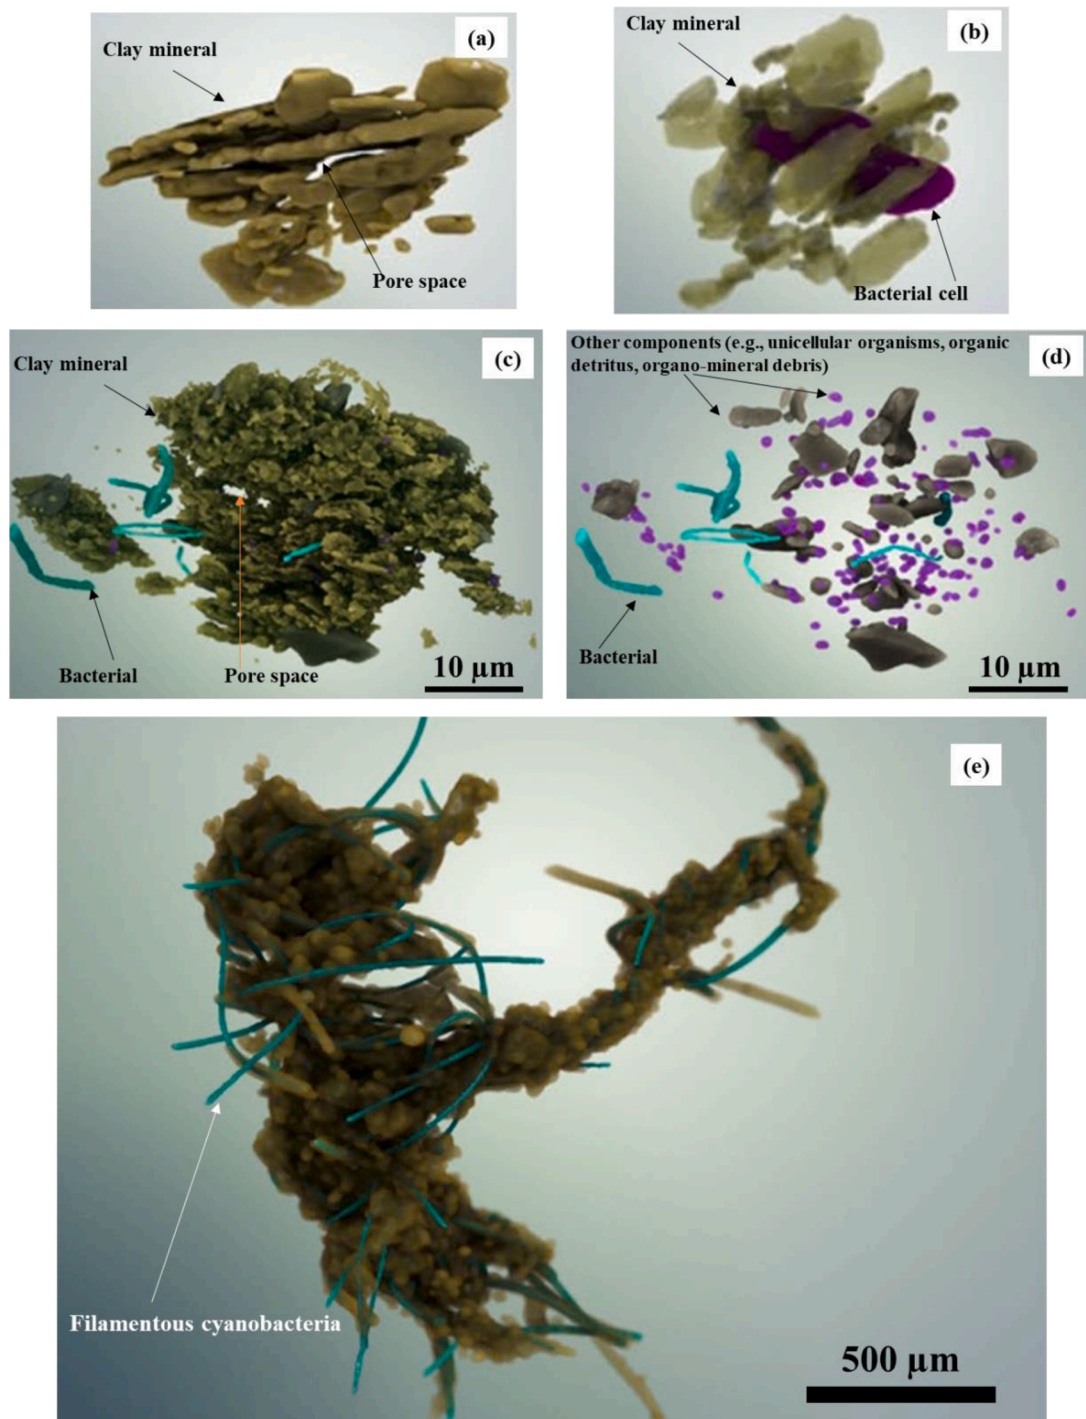 (a)
Clay mineral
Pore space
(b)
Clay mineral
Bacterial cell
(c)
Clay mineral
Bacterial
Pore space
10 µm
(d)
Other components (e.g., unicellular organisms, organic
detritus, organo-mineral debris)
Bacterial
10 µm
(e)
Filamentous cyanobacteria
500 µm